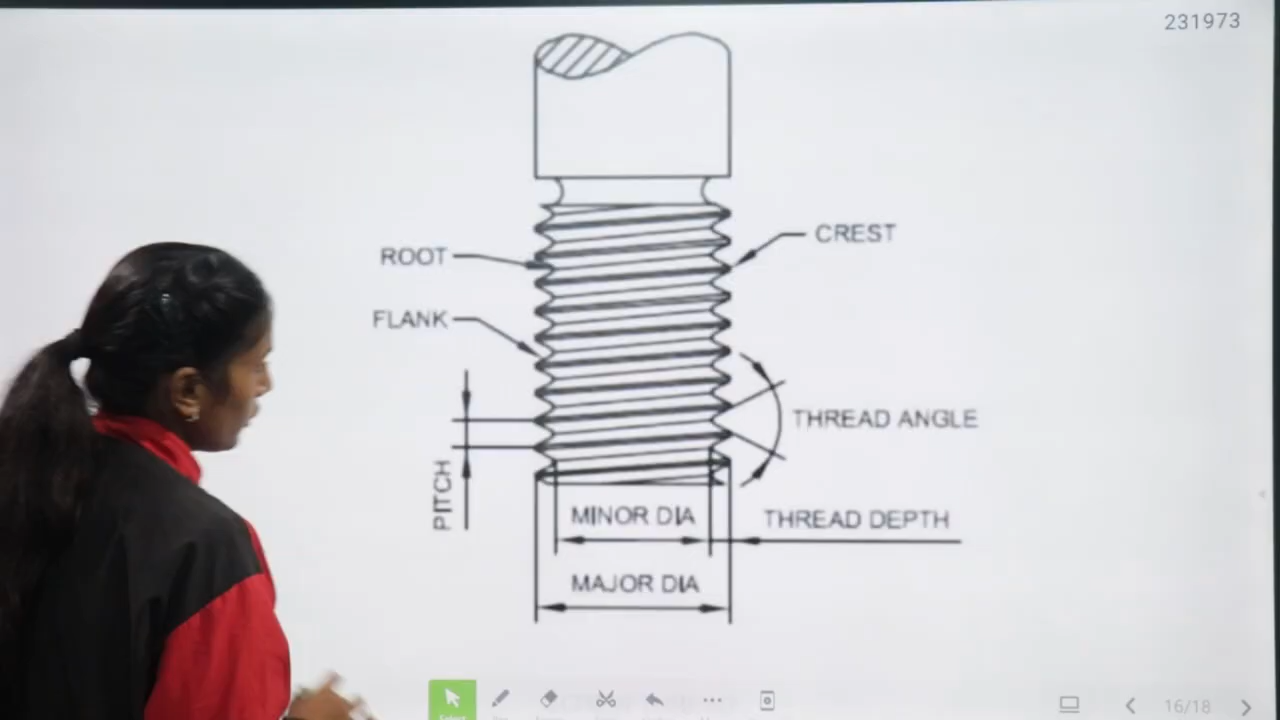 231973
CREST
ROOT
FLANK
THREAD ANGLE
PITCH
MINOR DIA
THREAD DEPTH
MAJOR DIA
16/18